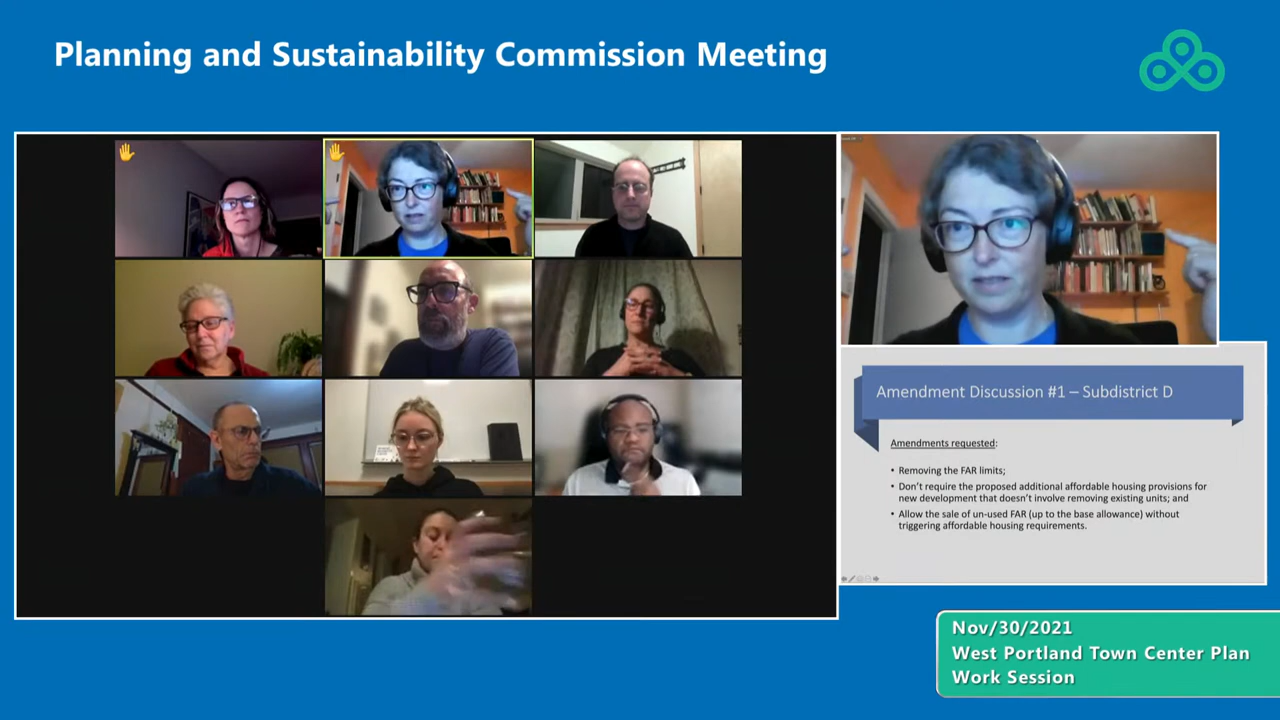 Planning and Sustainability Commission Meeting
Amendment Discussion #1 – Subdistrict D
Amendments requested:
• Removing the FAR limits;
• Don't require the proposed additional affordable housing provisions for
new development that doesn't involve removing existing units; and
• Allow the sale of un-used FAR (up to the base allowance) without
triggering affordable housing requirements.
Nov/30/2021
West Portland Town Center Plan
Work Session